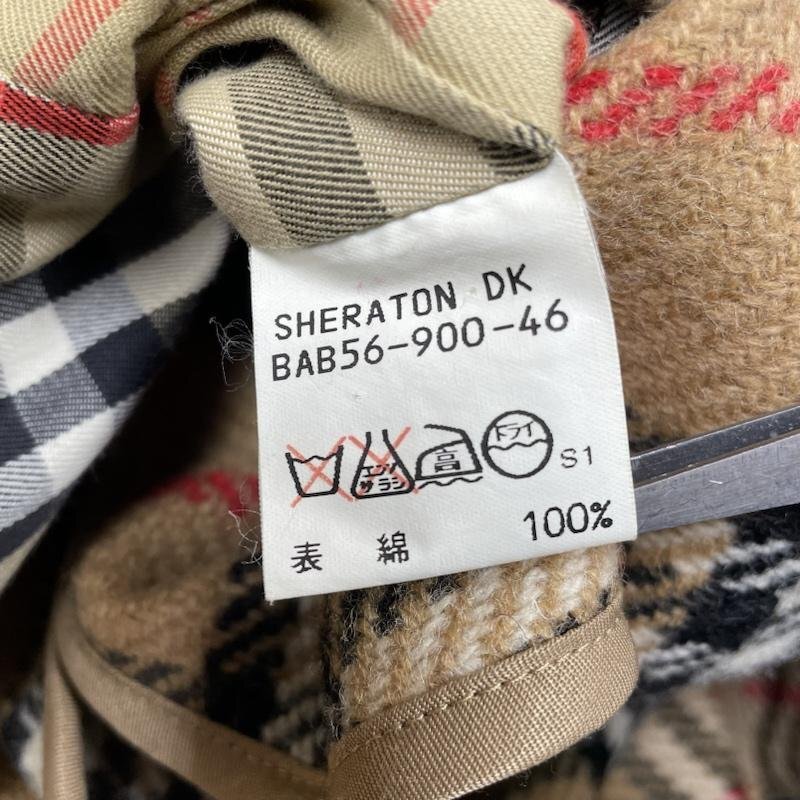 SHERATON DK
BAB56-900-46
エンソ
サラシ
高
ドライ
S1
表 綿 100%